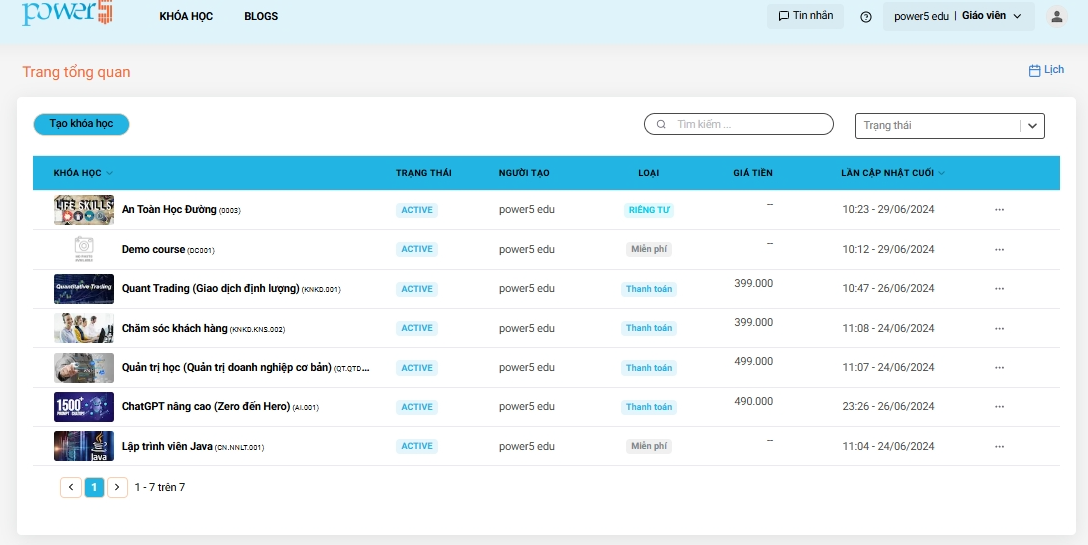 power5
KHÓA HỌC
BLOGS
Tin nhắn
power5 edu | Giáo viên
Trang tổng quan
Lịch
Tạo khóa học
Tìm kiếm ...
Trạng thái
KHÓA HỌC TRẠNG THÁI NGƯỜI TẠO LOẠI GIÁ TIỀN LẦN CẬP NHẬT CUỐI
LIFE SKILLS
An Toàn Học Đường (0003) ACTIVE power5 edu RIÊNG TƯ -- 10:23 - 29/06/2024 ...
Demo course (DC001) ACTIVE power5 edu Miễn phí -- 10:12 - 29/06/2024 ...
Quantitative Trading
Quant Trading (Giao dịch định lượng) (KNKD.001) ACTIVE power5 edu Thanh toán 399.000 10:47 - 26/06/2024 ...
Chăm sóc khách hàng (KNKD.KNS.002) ACTIVE power5 edu Thanh toán 399.000 11:08 - 24/06/2024 ...
Quản trị học (Quản trị doanh nghiệp cơ bản) (QT.QTD... ACTIVE power5 edu Thanh toán 499.000 11:07 - 24/06/2024 ...
1500+
PROMPT CHATGPT
ChatGPT nâng cao (Zero đến Hero) (AI.001) ACTIVE power5 edu Thanh toán 490.000 23:26 - 26/06/2024 ...
Java
Lập trình viên Java (CN.NNLT.001) ACTIVE power5 edu Miễn phí -- 11:04 - 24/06/2024 ...
1
1 - 7 trên 7